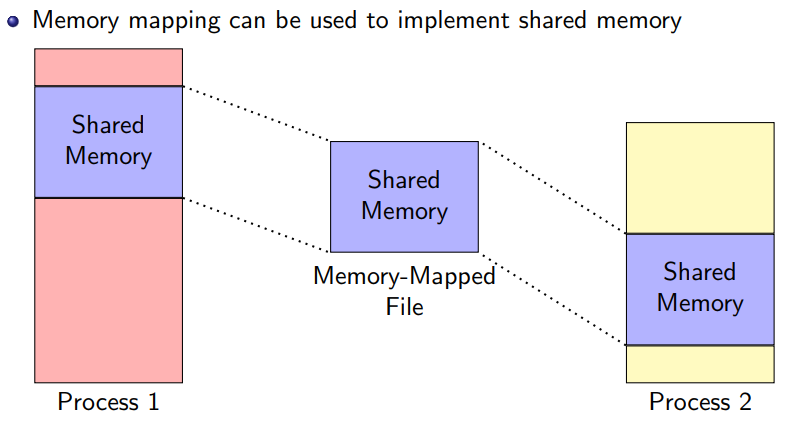 Memory mapping can be used to implement shared memory
Shared
Memory
Shared
Memory
Shared
Memory
Memory-Mapped
File
Process 1
Process 2